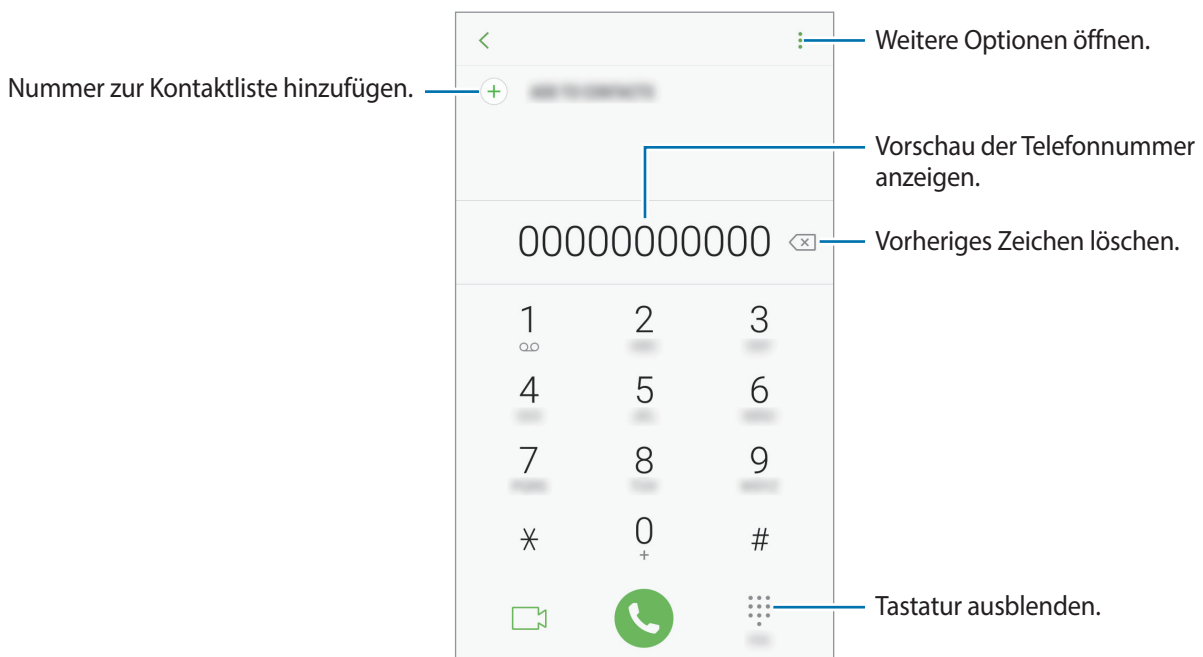 Weitere Optionen öffnen.
Nummer zur Kontaktliste hinzufügen.
Vorschau der Telefonnummer
anzeigen.
00000000000
Vorheriges Zeichen löschen.
1 2 3
4 5 6
7 8 9
* 0 #
+
Tastatur ausblenden.